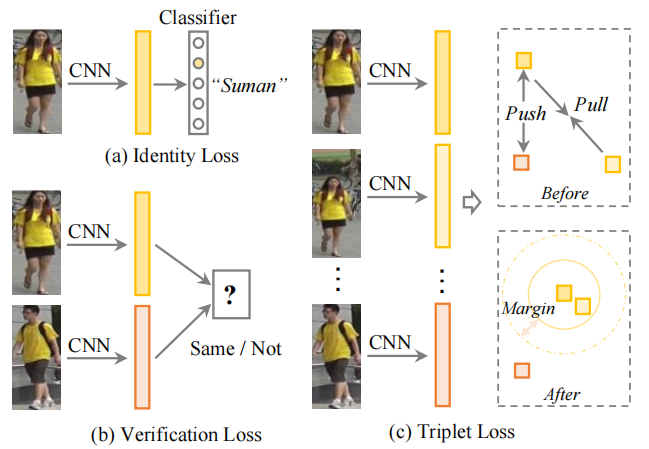 Classifier
CNN
"Suman"
(a) Identity Loss
CNN
CNN
?
Same / Not
(b) Verification Loss
CNN
CNN
CNN
Push
Pull
Before
Margin
After
(c) Triplet Loss